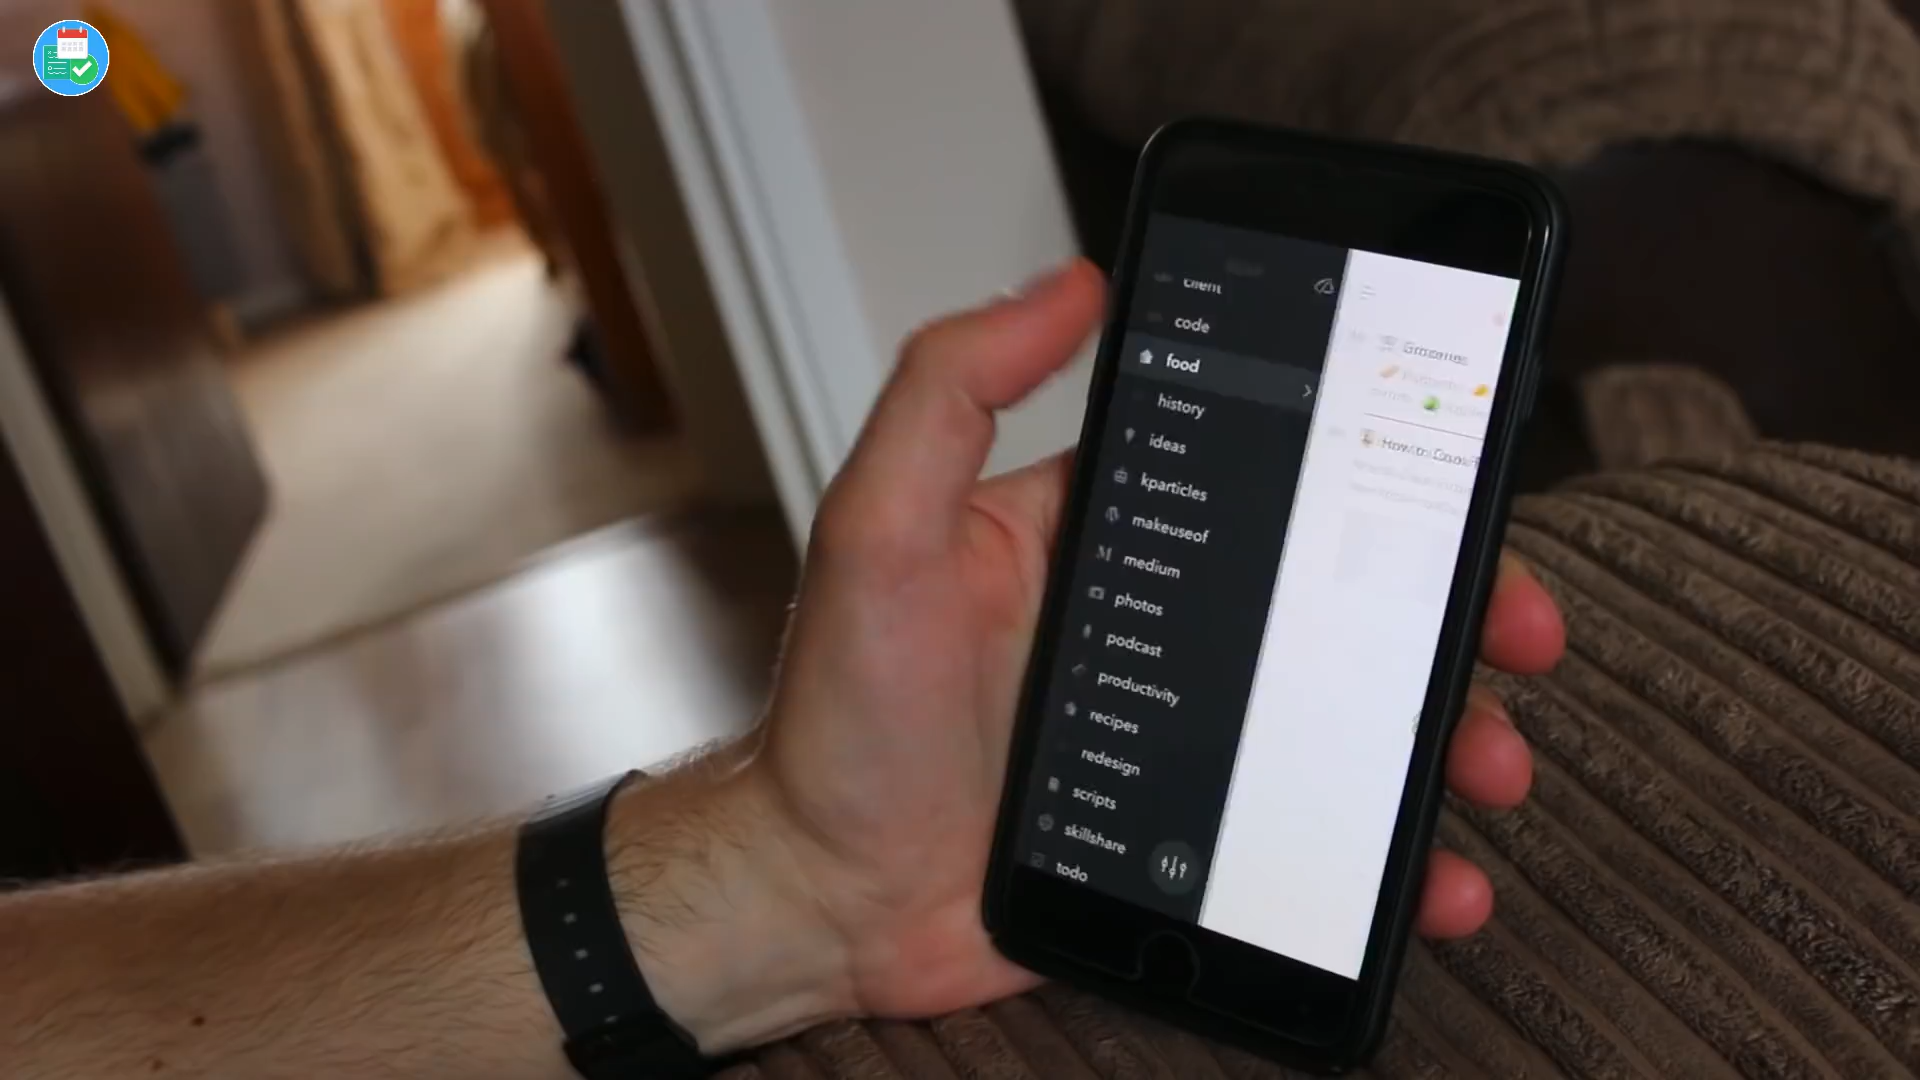 client
code
food
history
ideas
kparticles
makeuseof
medium
photos
podcast
productivity
recipes
redesign
scripts
skillshare
todo
Groceries
How to Cook